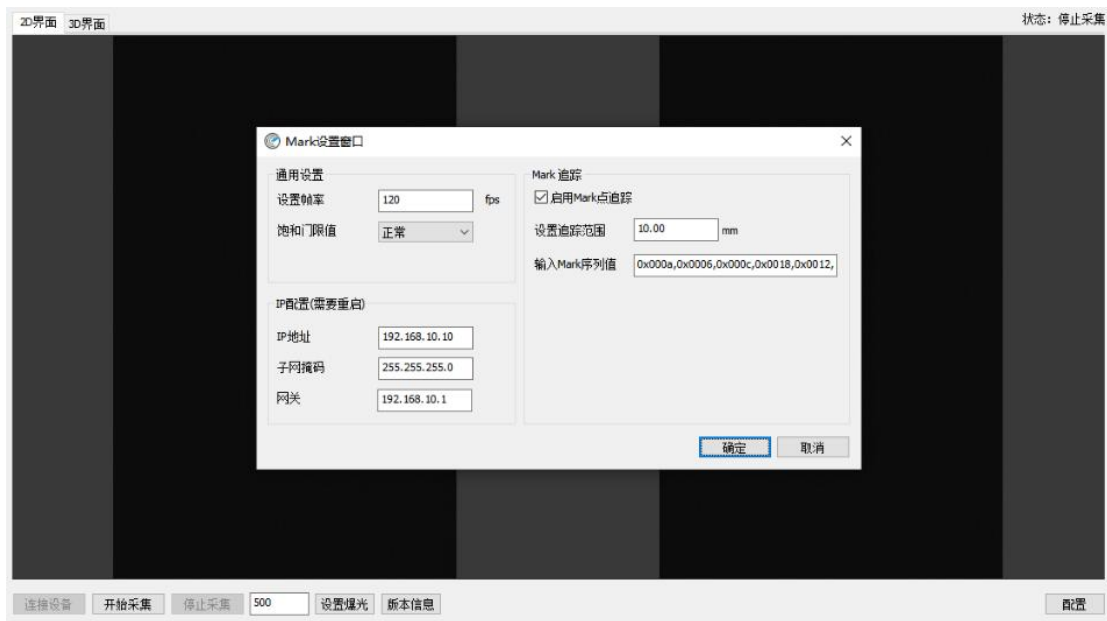 2D界面 3D界面 状态：停止采集
Mark设置窗口
通用设置
设置帧率 120 fps
饱和门限值 正常
IP配置(需要重启)
IP地址 192.168.10.10
子网掩码 255.255.255.0
网关 192.168.10.1
Mark 追踪
启用Mark点追踪
设置追踪范围 10.00 mm
输入Mark序列值 0x000a,0x0006,0x000c,0x0018,0x0012,
确定 取消
连接设备 开始采集 停止采集 500 设置爆光 版本信息 配置